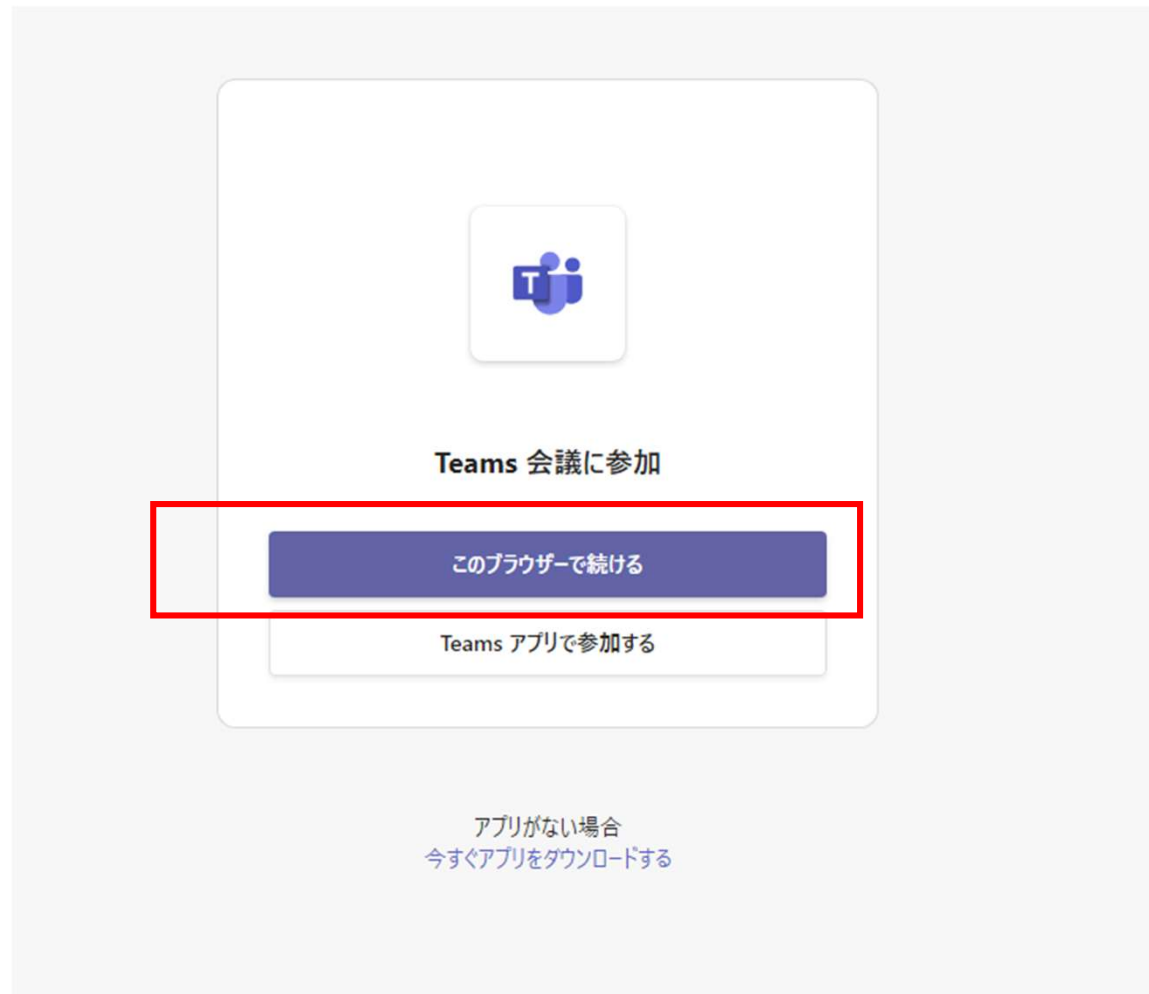 T
Teams 会議に参加
このブラウザーで続ける
Teams アプリで参加する
アプリがない場合
今すぐアプリをダウンロードする